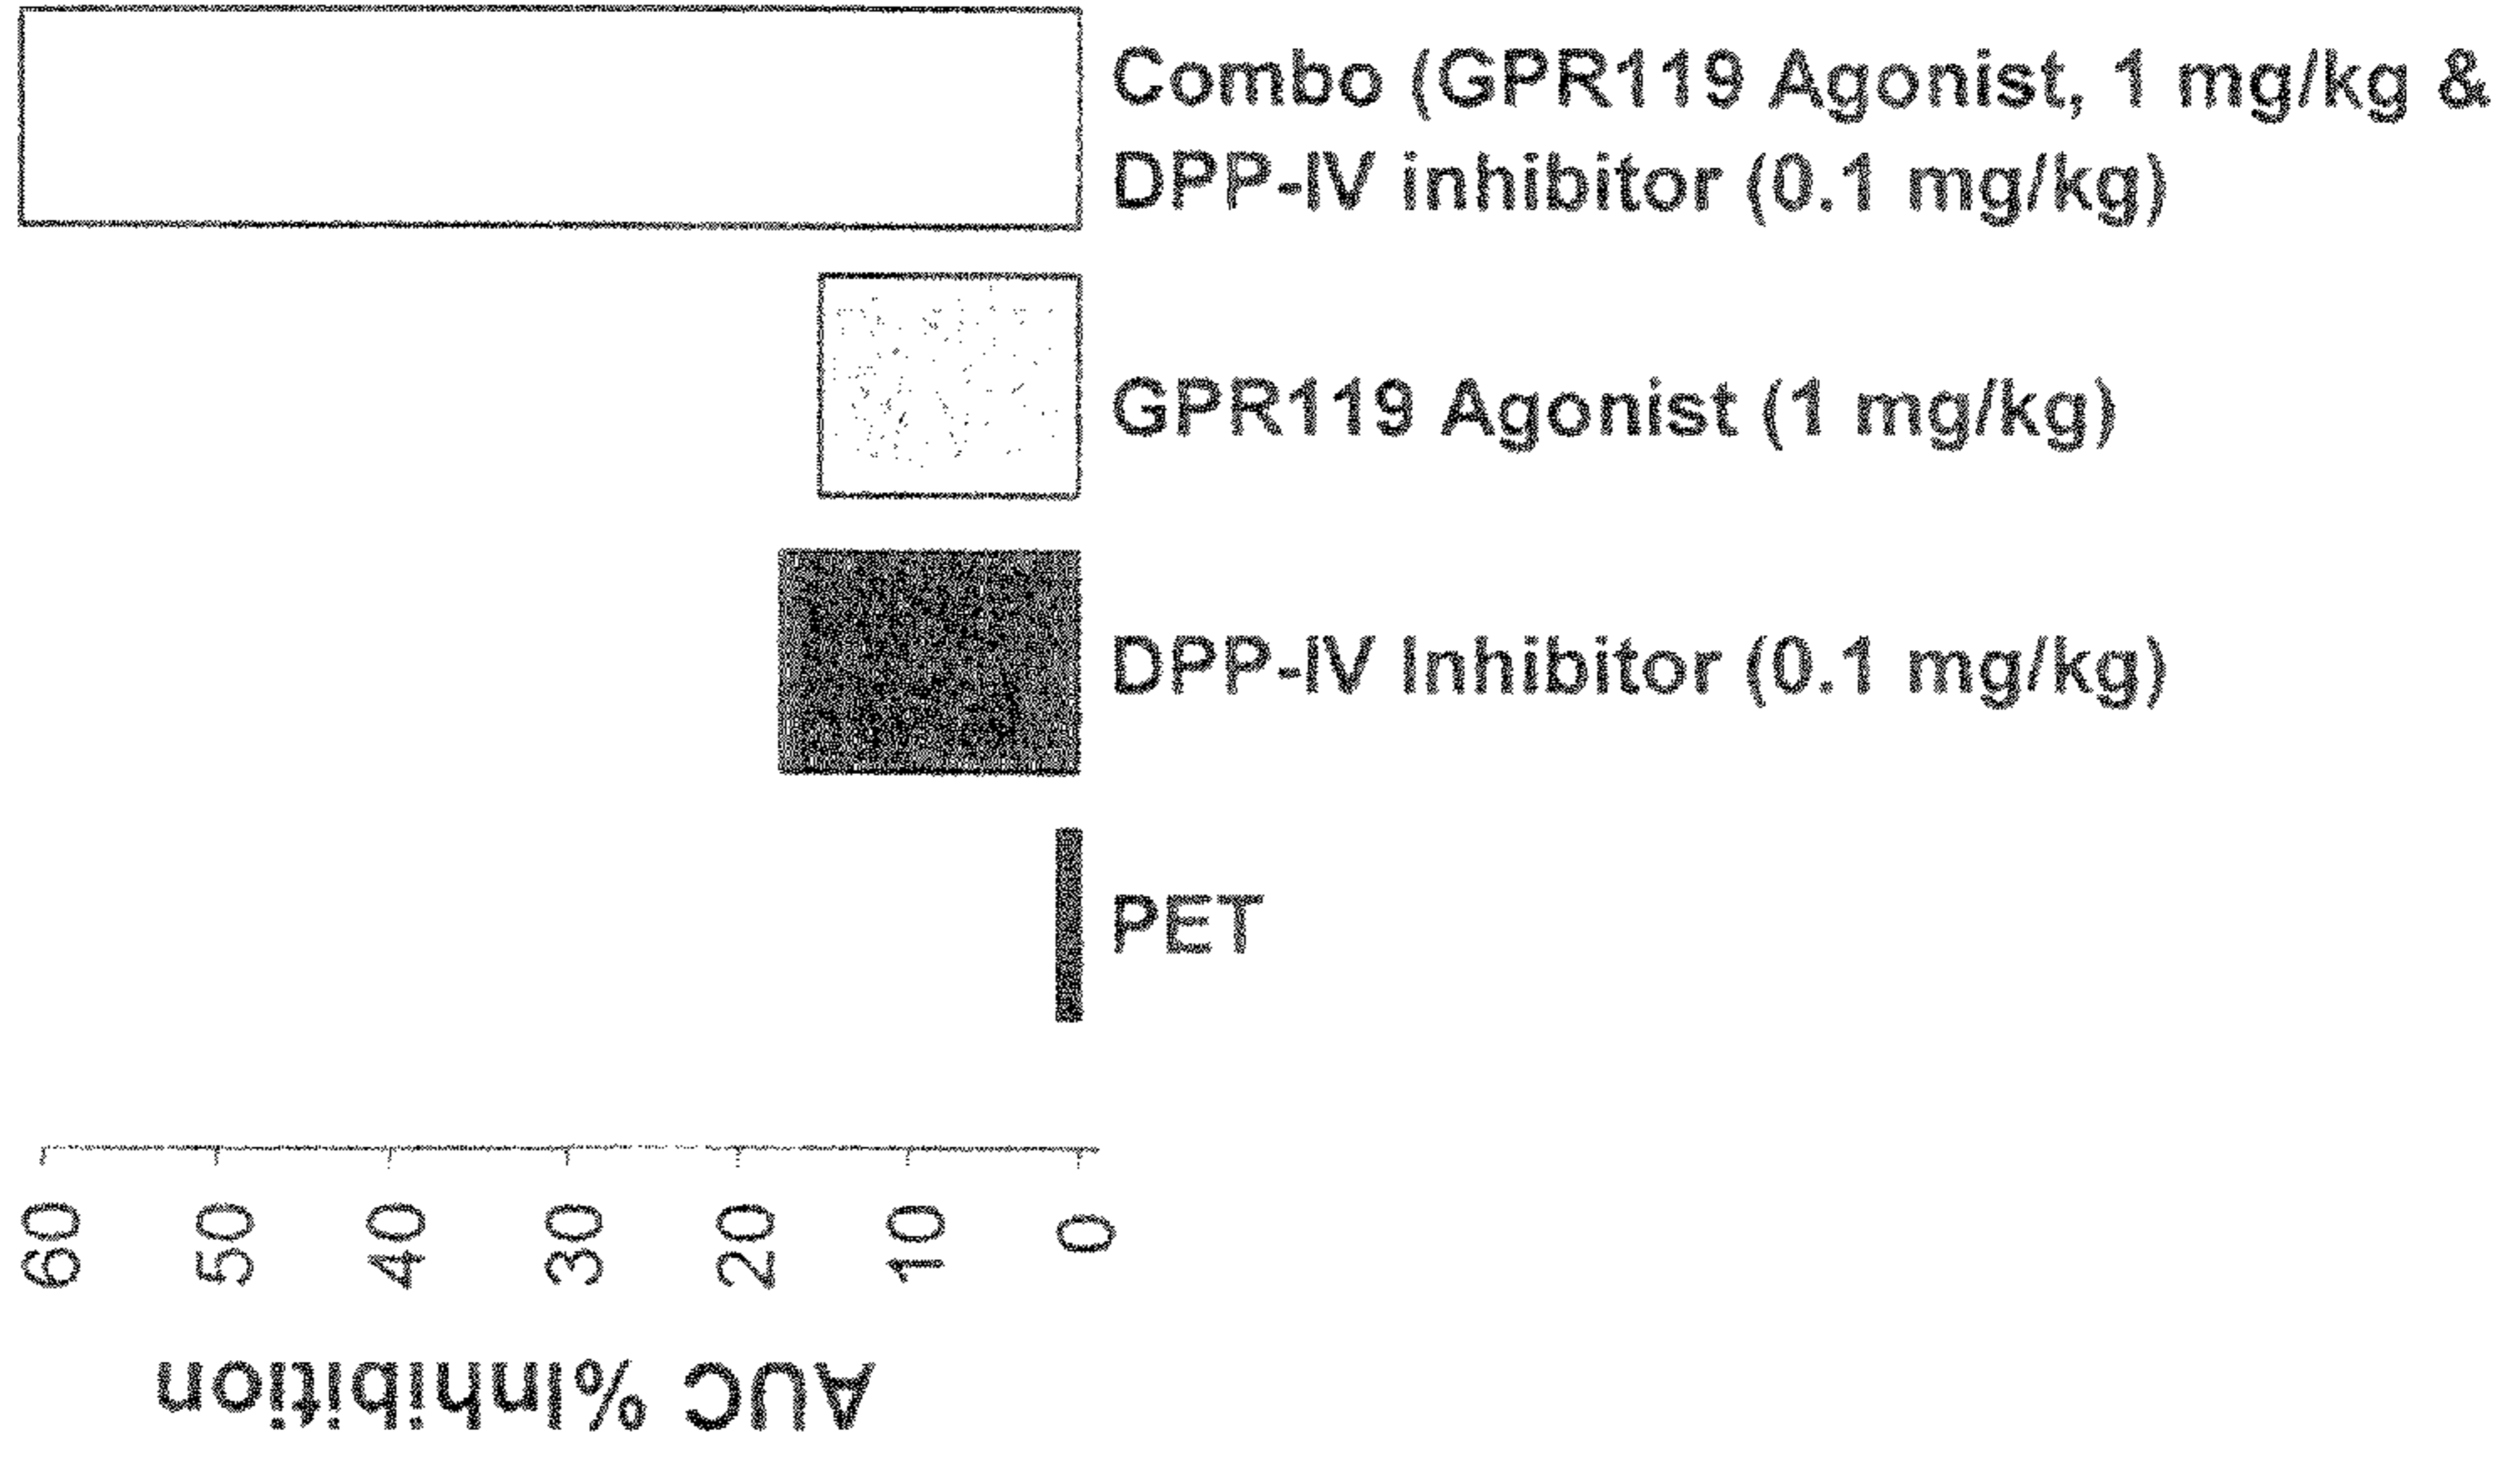 Combo (GPR119 Agonist, 1 mg/kg &
DPP-IV inhibitor (0.1 mg/kg)
GPR119 Agonist (1 mg/kg)
DPP-IV Inhibitor (0.1 mg/kg)
PET
60 50 40 30 20 10 0
AUC %Inhibition